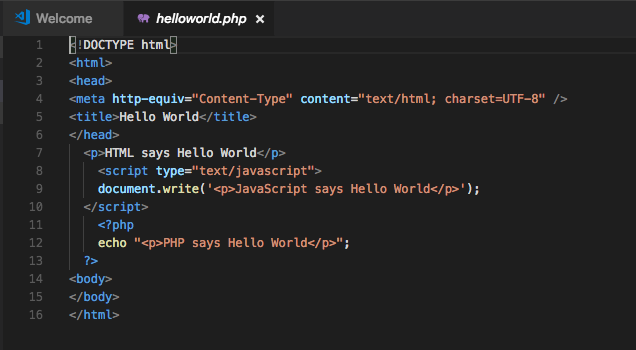 Welcome helloworld.php ×
1 <!DOCTYPE html>
2 <html>
3 <head>
4 <meta http-equiv="Content-Type" content="text/html; charset=UTF-8" />
5 <title>Hello World</title>
6 </head>
7   <p>HTML says Hello World</p>
8     <script type="text/javascript">
9     document.write('<p>JavaScript says Hello World</p>');
10   </script>
11     <?php
12     echo "<p>PHP says Hello World</p>";
13   ?>
14 <body>
15 </body>
16 </html>